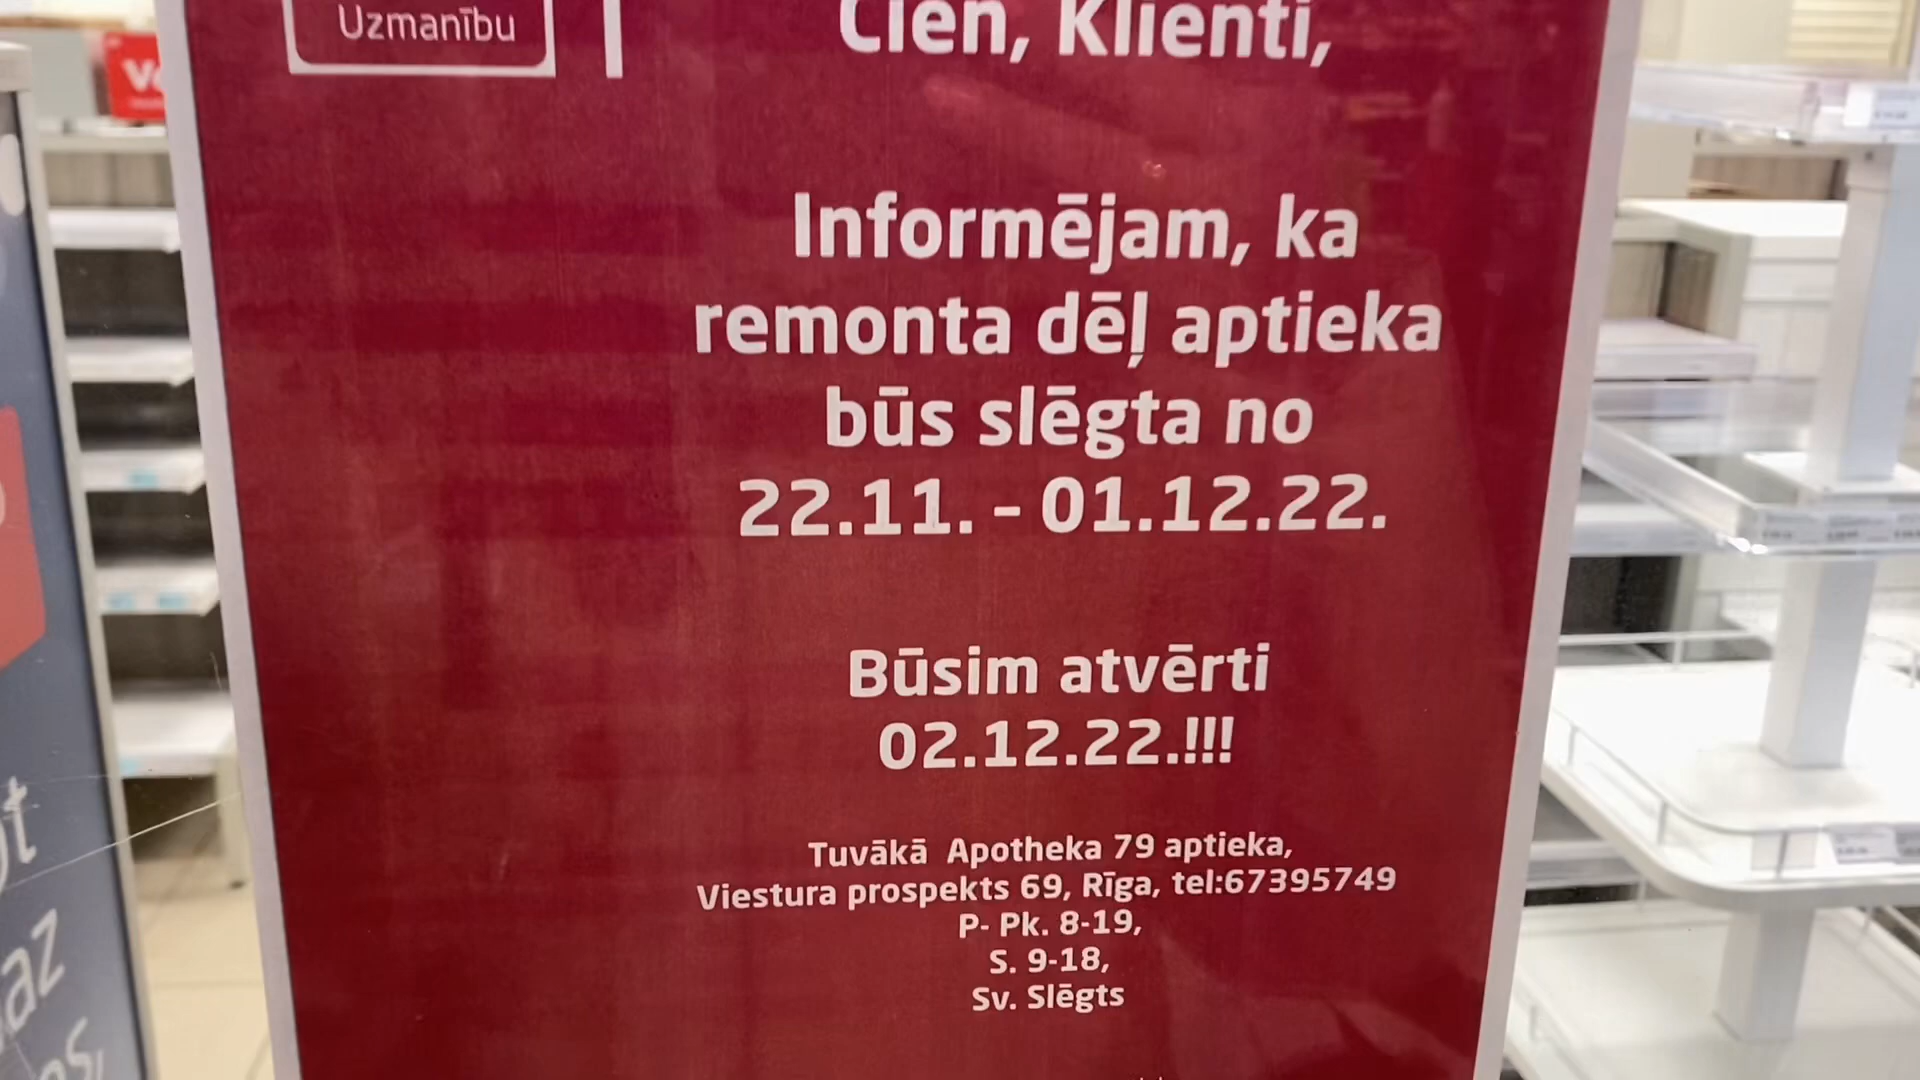 Uzmanību
Cien, Klienti,
Informējam, ka
remonta dēļ aptieka
būs slēgta no
22.11. - 01.12.22.
Būsim atvērti
02.12.22.!!!
Tuvākā Apotheka 79 aptieka,
Viestura prospekts 69, Rīga, tel:67395749
P- Pk. 8-19,
S. 9-18,
Sv. Slēgts